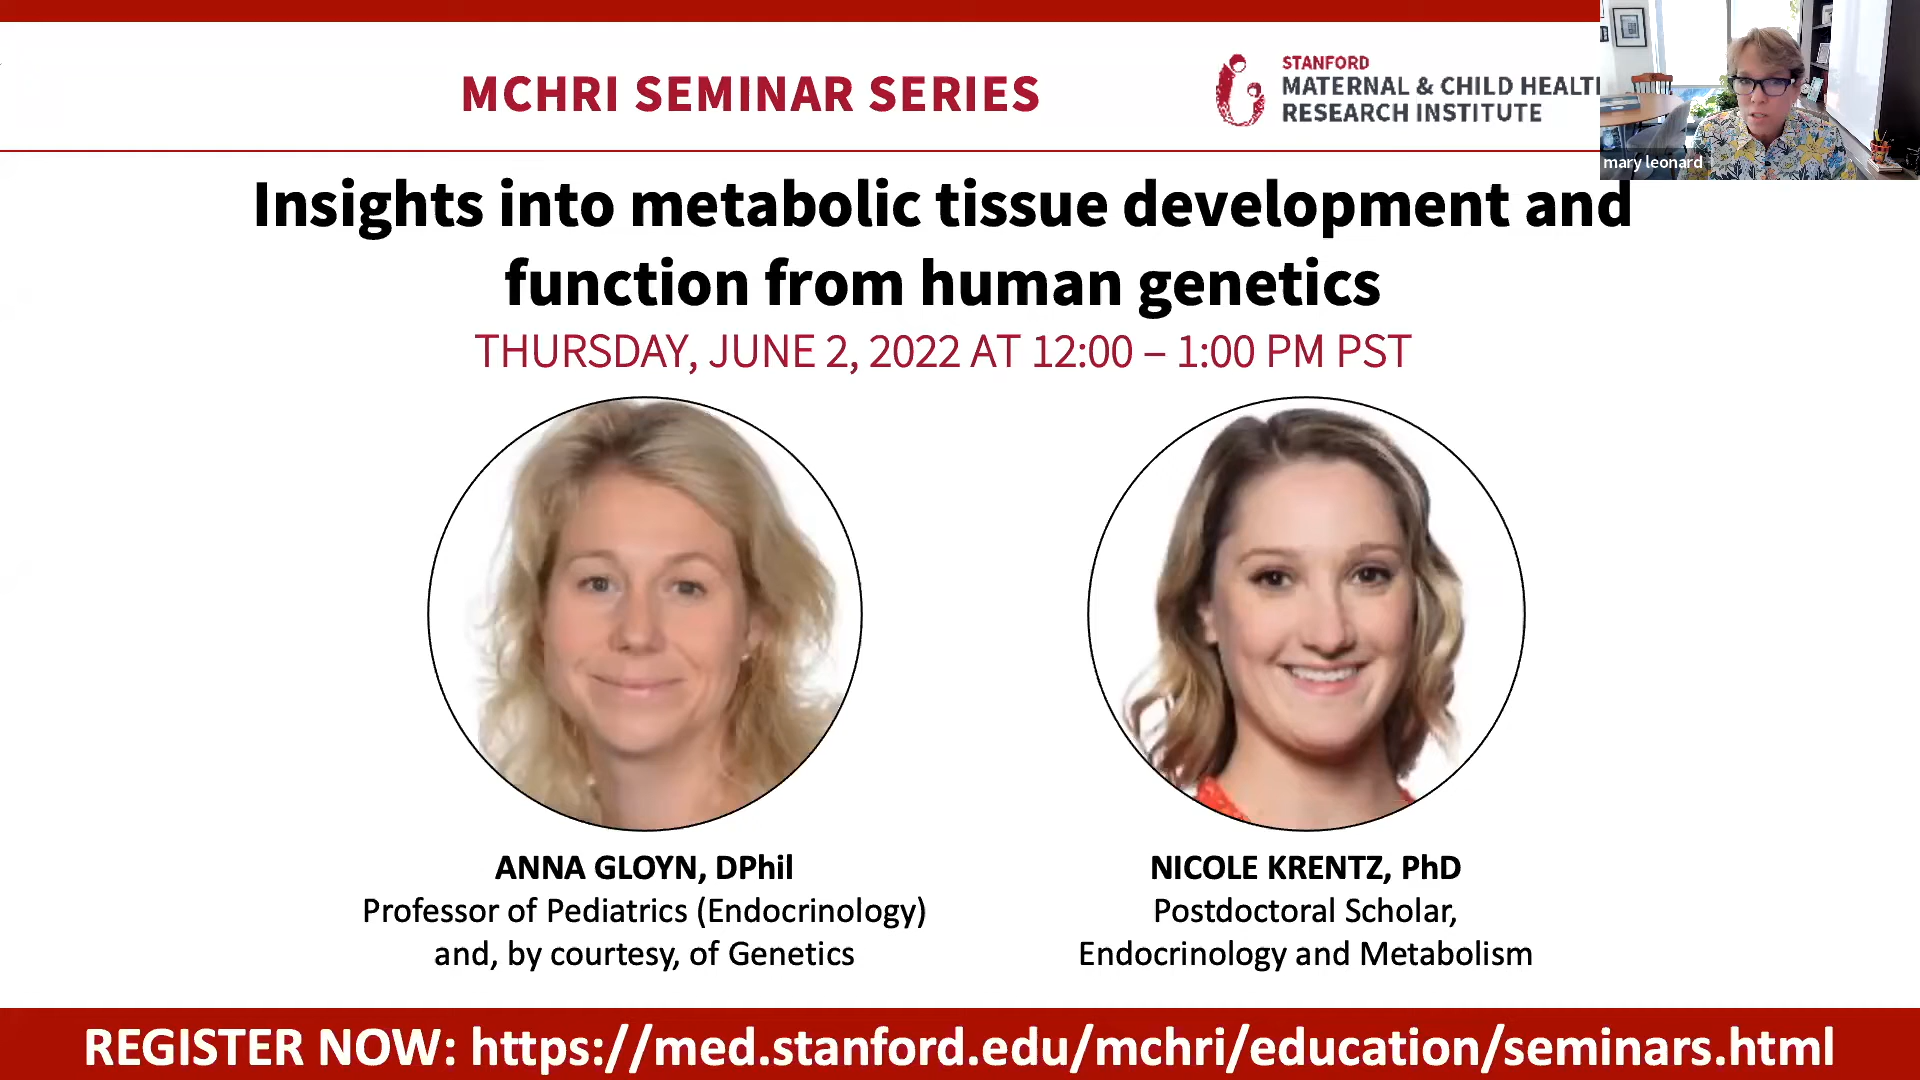 MCHRI SEMINAR SERIES
STANFORD
MATERNAL & CHILD HEALT
RESEARCH INSTITUTE
mary leonard
Insights into metabolic tissue development and
function from human genetics
THURSDAY, JUNE 2, 2022 AT 12:00 – 1:00 PM PST
ANNA GLOYN, DPhil
Professor of Pediatrics (Endocrinology)
and, by courtesy, of Genetics
NICOLE KRENTZ, PhD
Postdoctoral Scholar,
Endocrinology and Metabolism
REGISTER NOW: https://med.stanford.edu/mchri/education/seminars.html